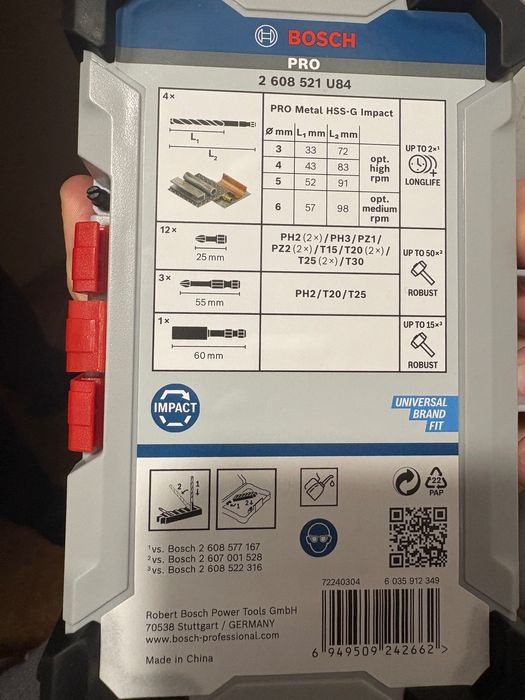 BOSCH
PRO
2 608 521 U84
4×
PRO Metal HSS-G Impact
Ø mm L₁ mm L₂ mm
3 33 72
4 43 83
5 52 91
opt.
high
rpm
6 57 98
opt.
medium
rpm
L₁
L₂
UP TO 2×¹
LONGLIFE
12×
25 mm
PH2 (2×) / PH3/PZ1/
PZ2 (2×) / T15/T20 (2×) /
T25 (2×) / T30
UP TO 50×²
ROBUST
3×
55 mm
PH2/T20/T25
1×
60 mm
UP TO 15×³
ROBUST
IMPACT
UNIVERSAL
BRAND
FIT
2 1
1 2
22
PAP
¹vs. Bosch 2 608 577 167
²vs. Bosch 2 607 001 528
³vs. Bosch 2 608 522 316
72240304 6 035 912 349
Robert Bosch Power Tools GmbH
70538 Stuttgart / GERMANY
www.bosch-professional.com
Made in China
6 949509 242662 >